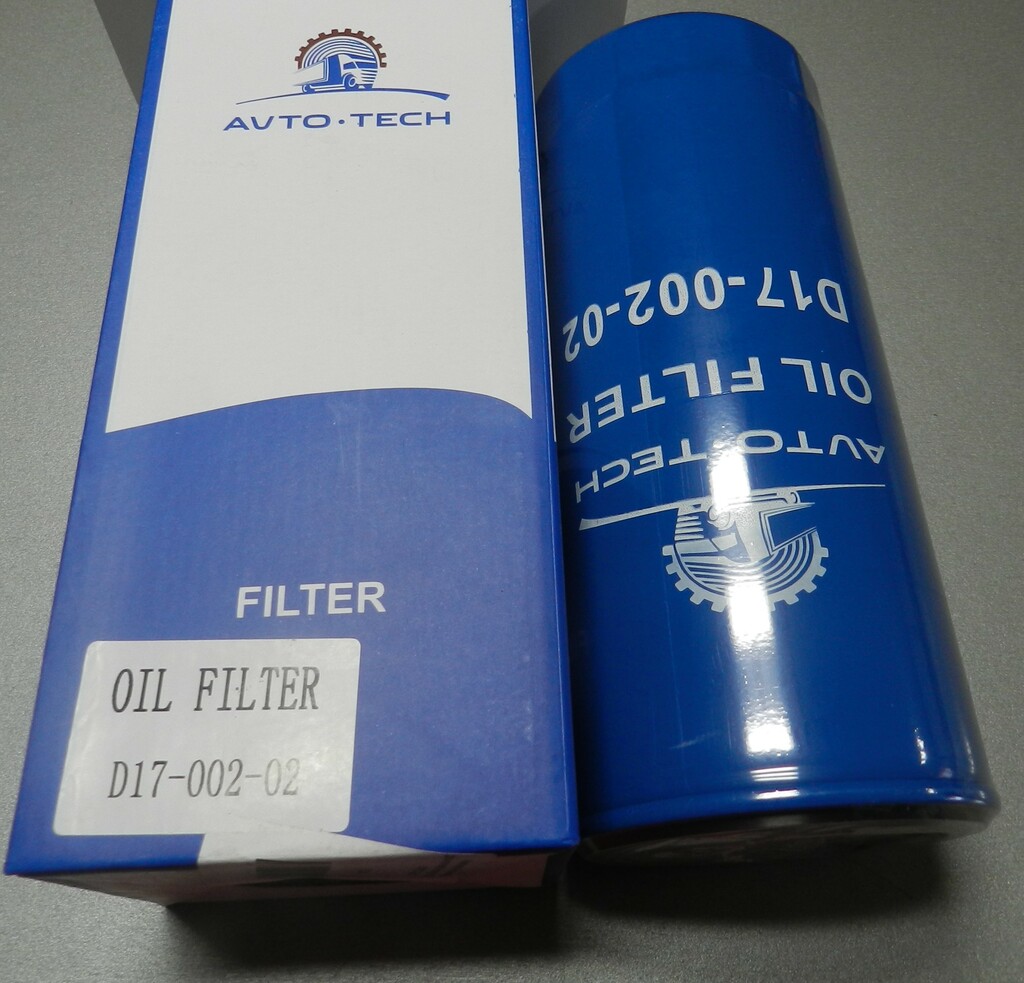 AVTO·TECH
FILTER
OIL FILTER
D17-002-02
AVTO·TECH
OIL FILTER
D17-002-02